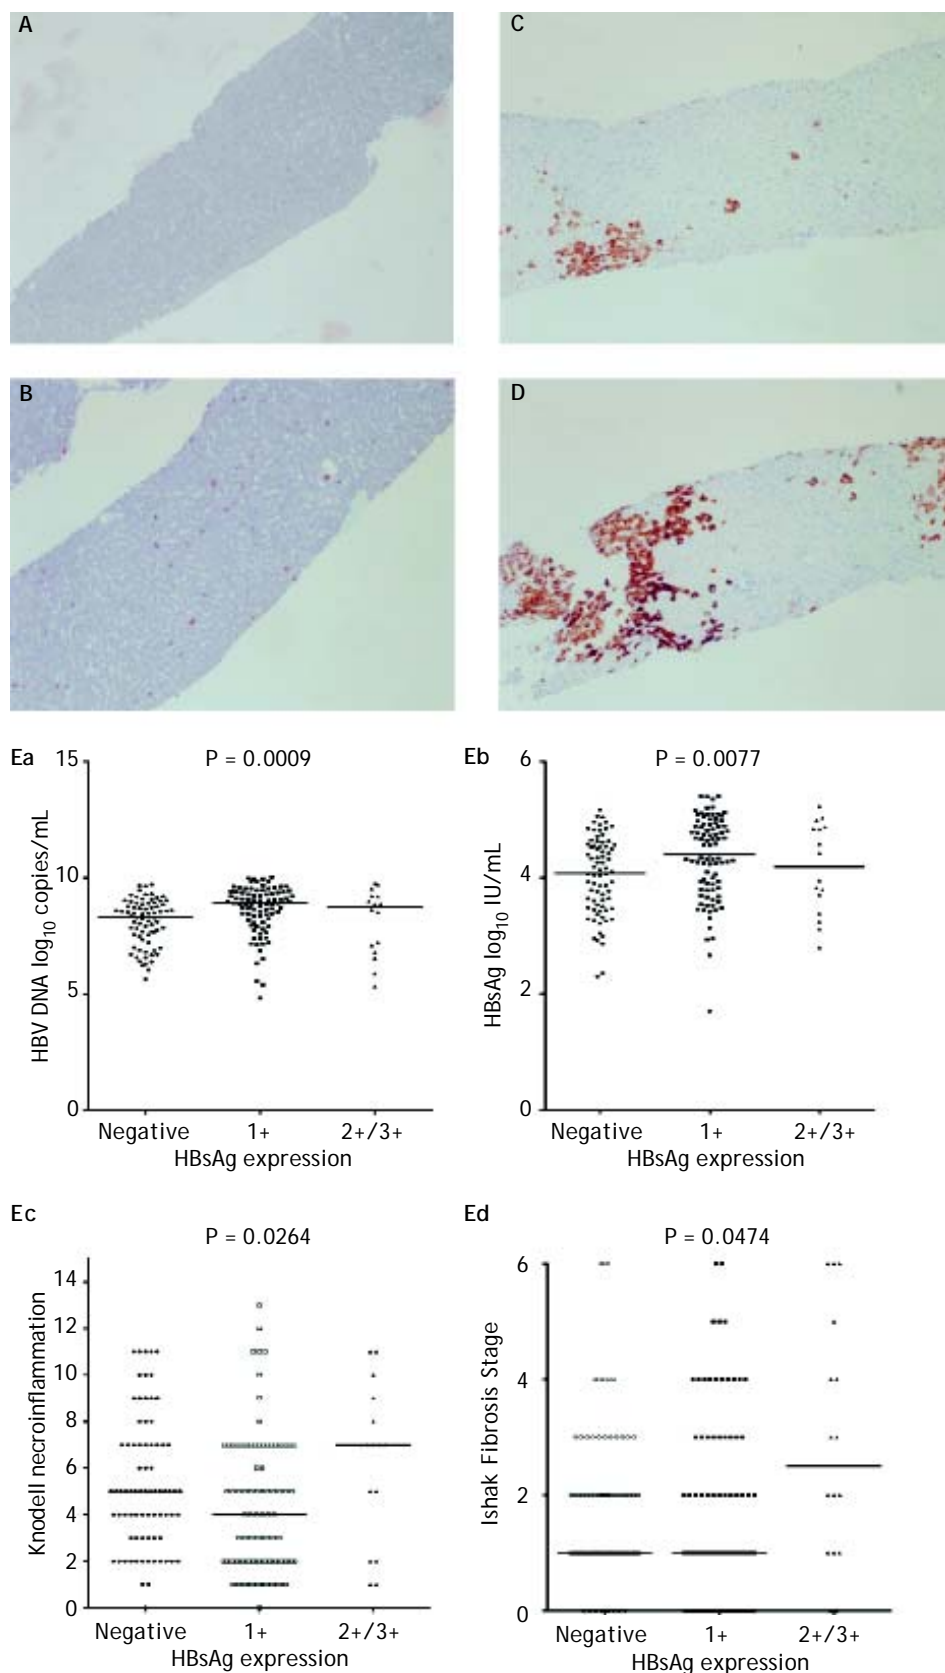 A
C
B
D
Ea
P = 0.0009
HBV DNA log10 copies/mL
15
10
5
0
Negative
1+
2+/3+
HBsAg expression
Eb
P = 0.0077
HBsAg log10 IU/mL
6
4
2
0
Negative
1+
2+/3+
HBsAg expression
Ec
P = 0.0264
Knodell necroinflammation
14
12
10
8
6
4
2
0
Negative
1+
2+/3+
HBsAg expression
Ed
P = 0.0474
Ishak Fibrosis Stage
6
4
2
0
Negative
1+
2+/3+
HBsAg expression